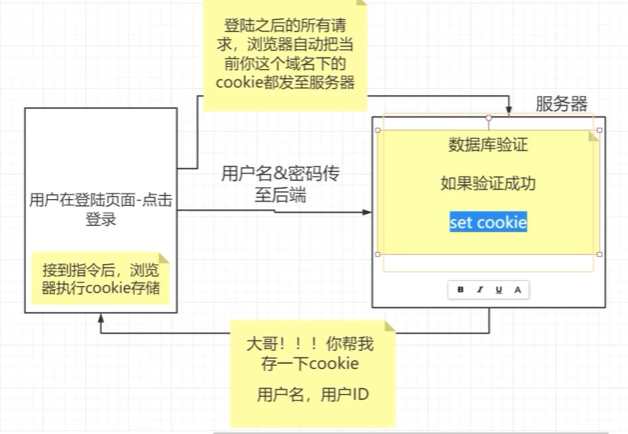 登陆之后的所有请
求，浏览器自动把当
前你这个域名下的
cookie都发至服务器
服务器
数据库验证
如果验证成功
set cookie
用户名&密码传
至后端
用户在登陆页面-点击
登录
接到指令后，浏览
器执行cookie存储
B I U A
大哥！！！你帮我
存一下cookie
用户名，用户ID